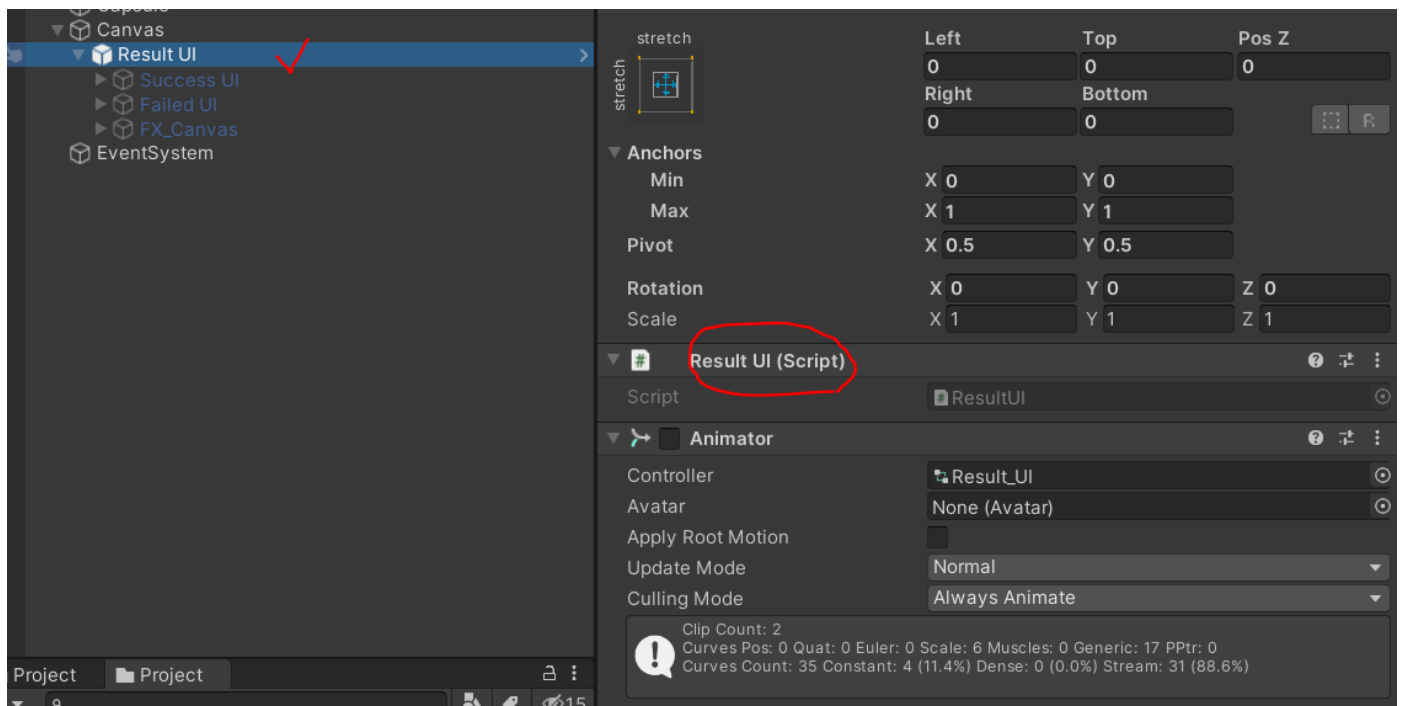 Capsule
Canvas
Result UI
Success UI
Failed UI
FX_Canvas
EventSystem
Project
Project
15
stretch
stretch
Left Top Pos Z
0 0 0
Right Bottom
0 0
R
Anchors
Min X 0 Y 0
Max X 1 Y 1
Pivot X 0.5 Y 0.5
Rotation X 0 Y 0 Z 0
Scale X 1 Y 1 Z 1
# Result UI (Script)
Script # ResultUI
Animator
Controller Result_UI
Avatar None (Avatar)
Apply Root Motion
Update Mode Normal
Culling Mode Always Animate
Clip Count: 2
Curves Pos: 0 Quat: 0 Euler: 0 Scale: 6 Muscles: 0 Generic: 17 PPtr: 0
Curves Count: 35 Constant: 4 (11.4%) Dense: 0 (0.0%) Stream: 31 (88.6%)